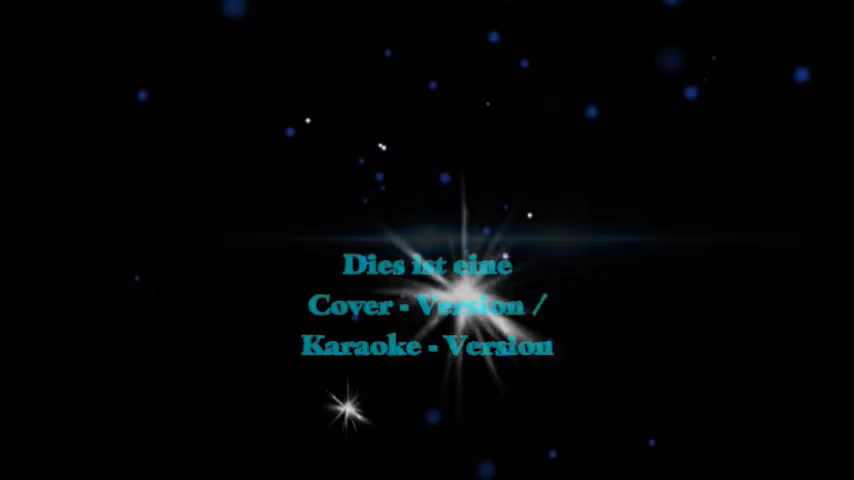 Dies ist eine
Cover - Version /
Karaoke - Version